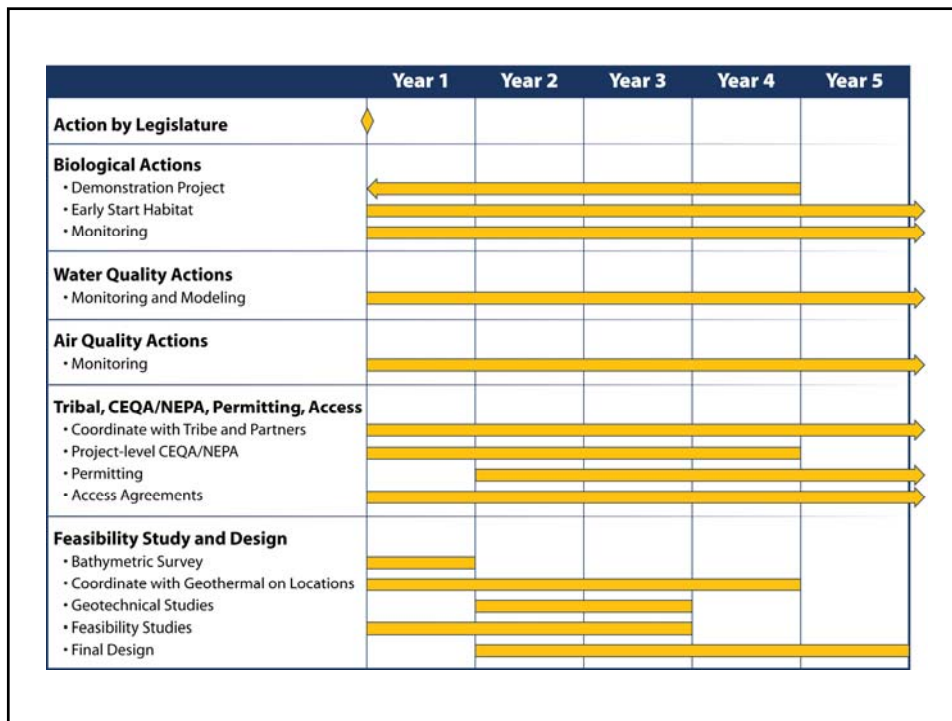 Year 1 Year 2 Year 3 Year 4 Year 5
Action by Legislature
Biological Actions
• Demonstration Project
• Early Start Habitat
• Monitoring
Water Quality Actions
• Monitoring and Modeling
Air Quality Actions
• Monitoring
Tribal, CEQA/NEPA, Permitting, Access
• Coordinate with Tribe and Partners
• Project-level CEQA/NEPA
• Permitting
• Access Agreements
Feasibility Study and Design
• Bathymetric Survey
• Coordinate with Geothermal on Locations
• Geotechnical Studies
• Feasibility Studies
• Final Design